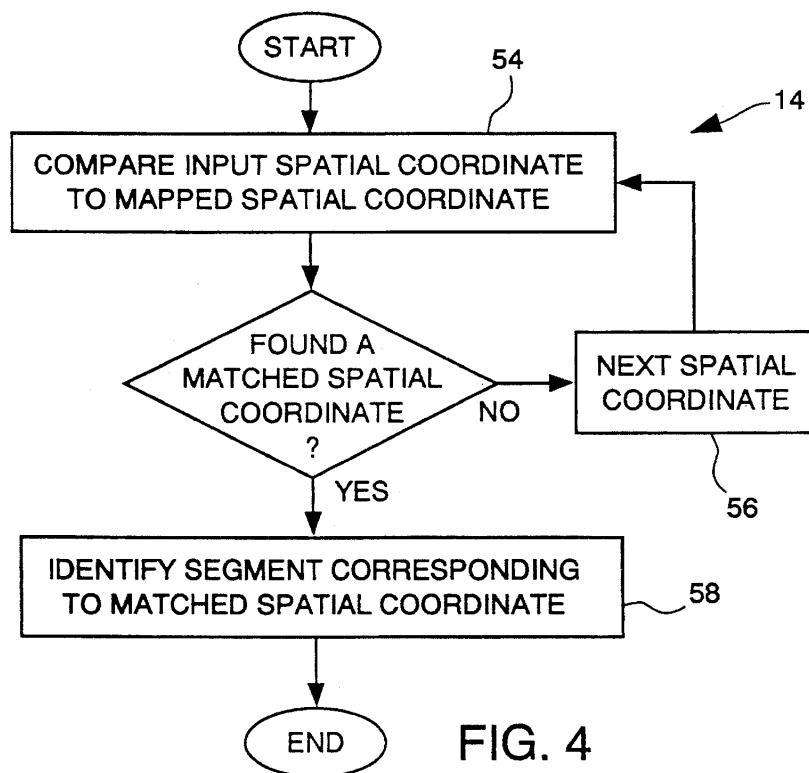 START
54
14
COMPARE INPUT SPATIAL COORDINATE
TO MAPPED SPATIAL COORDINATE
FOUND A
MATCHED SPATIAL
COORDINATE
?
NO
NEXT SPATIAL
COORDINATE
56
YES
IDENTIFY SEGMENT CORRESPONDING
TO MATCHED SPATIAL COORDINATE
58
END
FIG. 4